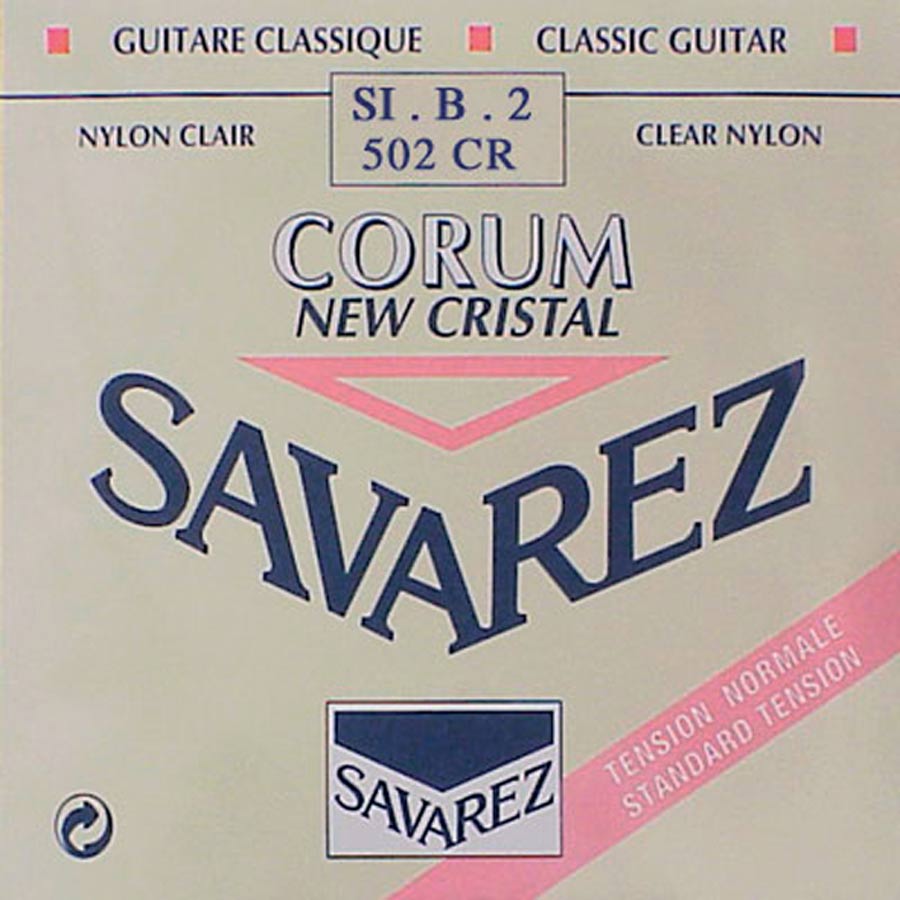 GUITARE CLASSIQUE CLASSIC GUITAR
SI . B . 2
NYLON CLAIR 502 CR CLEAR NYLON
CORUM
NEW CRISTAL
SAVAREZ
TENSION NORMALE
STANDARD TENSION
SAVAREZ